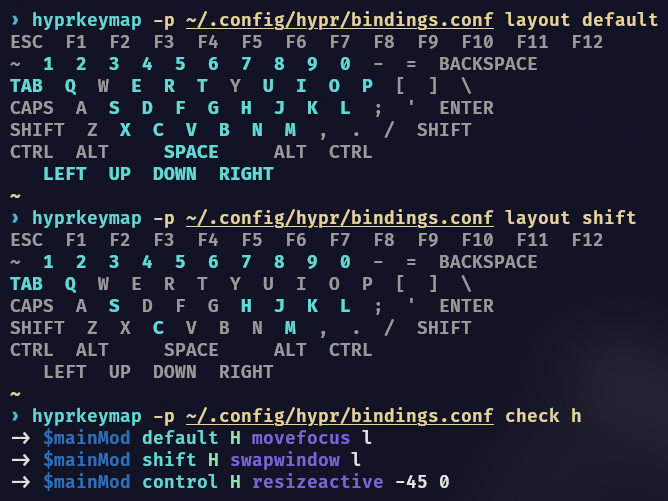 › hyprkeymap -p ~/.config/hypr/bindings.conf layout default
ESC F1 F2 F3 F4 F5 F6 F7 F8 F9 F10 F11 F12
~ 1 2 3 4 5 6 7 8 9 0 - = BACKSPACE
TAB Q W E R T Y U I O P [ ] \
CAPS A S D F G H J K L ; ' ENTER
SHIFT Z X C V B N M , . / SHIFT
CTRL ALT SPACE ALT CTRL
LEFT UP DOWN RIGHT
~
› hyprkeymap -p ~/.config/hypr/bindings.conf layout shift
ESC F1 F2 F3 F4 F5 F6 F7 F8 F9 F10 F11 F12
~ 1 2 3 4 5 6 7 8 9 0 - = BACKSPACE
TAB Q W E R T Y U I O P [ ] \
CAPS A S D F G H J K L ; ' ENTER
SHIFT Z X C V B N M , . / SHIFT
CTRL ALT SPACE ALT CTRL
LEFT UP DOWN RIGHT
~
› hyprkeymap -p ~/.config/hypr/bindings.conf check h
→ $mainMod default H movefocus l
→ $mainMod shift H swapwindow l
→ $mainMod control H resizeactive -45 0